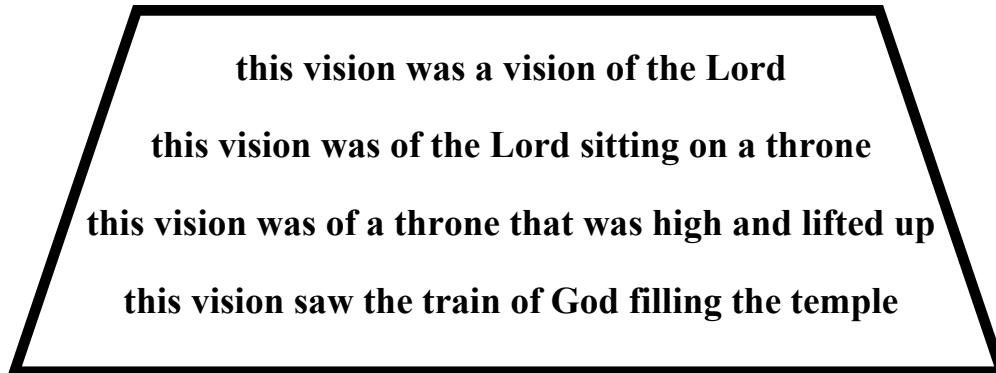 this vision was a vision of the Lord
this vision was of the Lord sitting on a throne
this vision was of a throne that was high and lifted up
this vision saw the train of God filling the temple